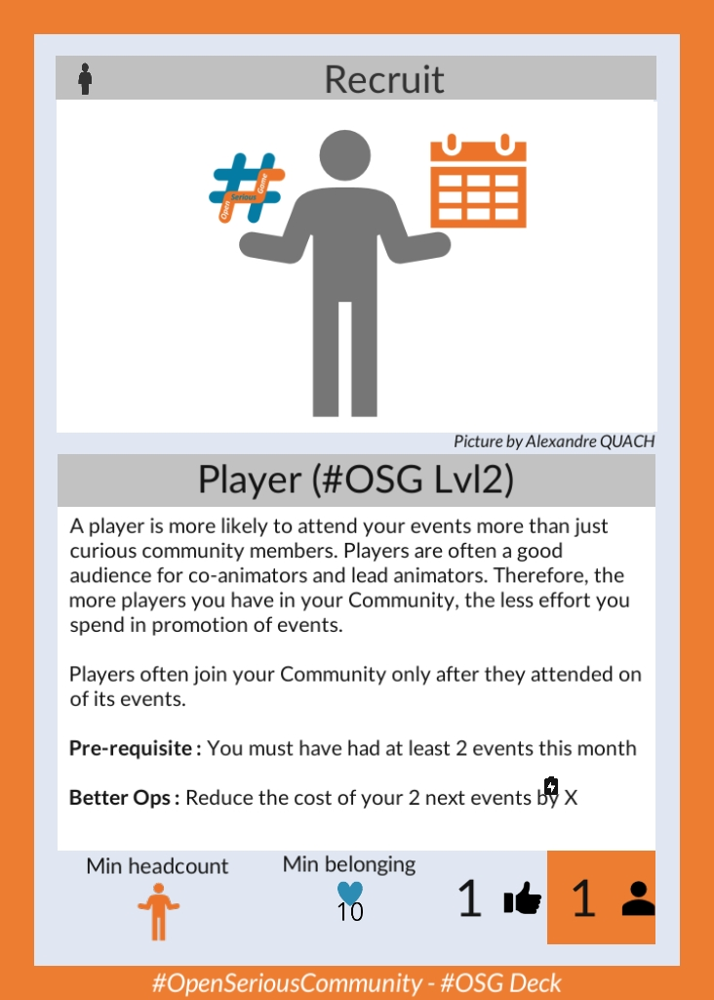 Recruit
Open Serious Game
Picture by Alexandre QUACH
Player (#OSG Lvl2)
A player is more likely to attend your events more than just
curious community members. Players are often a good
audience for co-animators and lead animators. Therefore, the
more players you have in your Community, the less effort you
spend in promotion of events.
Players often join your Community only after they attended on
of its events.
Pre-requisite : You must have had at least 2 events this month
Better Ops : Reduce the cost of your 2 next events by X
Min headcount
Min belonging
10
1
1
#OpenSeriousCommunity - #OSG Deck